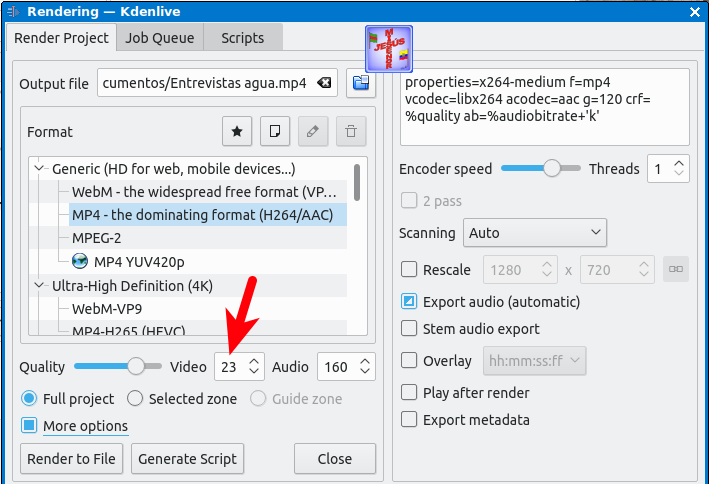 Rendering — Kdenlive
Render Project
Job Queue
Scripts
JESÚS
Output file
cumentos/Entrevistas agua.mp4
Format
Generic (HD for web, mobile devices...)
WebM - the widespread free format (VP...
MP4 - the dominating format (H264/AAC)
MPEG-2
MP4 YUV420p
Ultra-High Definition (4K)
WebM-VP9
MP4-H265 (HEVC)
Quality
Video
23
Audio
160
Full project
Selected zone
Guide zone
More options
Render to File
Generate Script
Close
properties=x264-medium f=mp4
vcodec=libx264 acodec=aac g=120 crf=
%quality ab=%audiobitrate+'k'
Encoder speed
Threads
1
2 pass
Scanning
Auto
Rescale
1280
x
720
Export audio (automatic)
Stem audio export
Overlay
hh:mm:ss:ff
Play after render
Export metadata